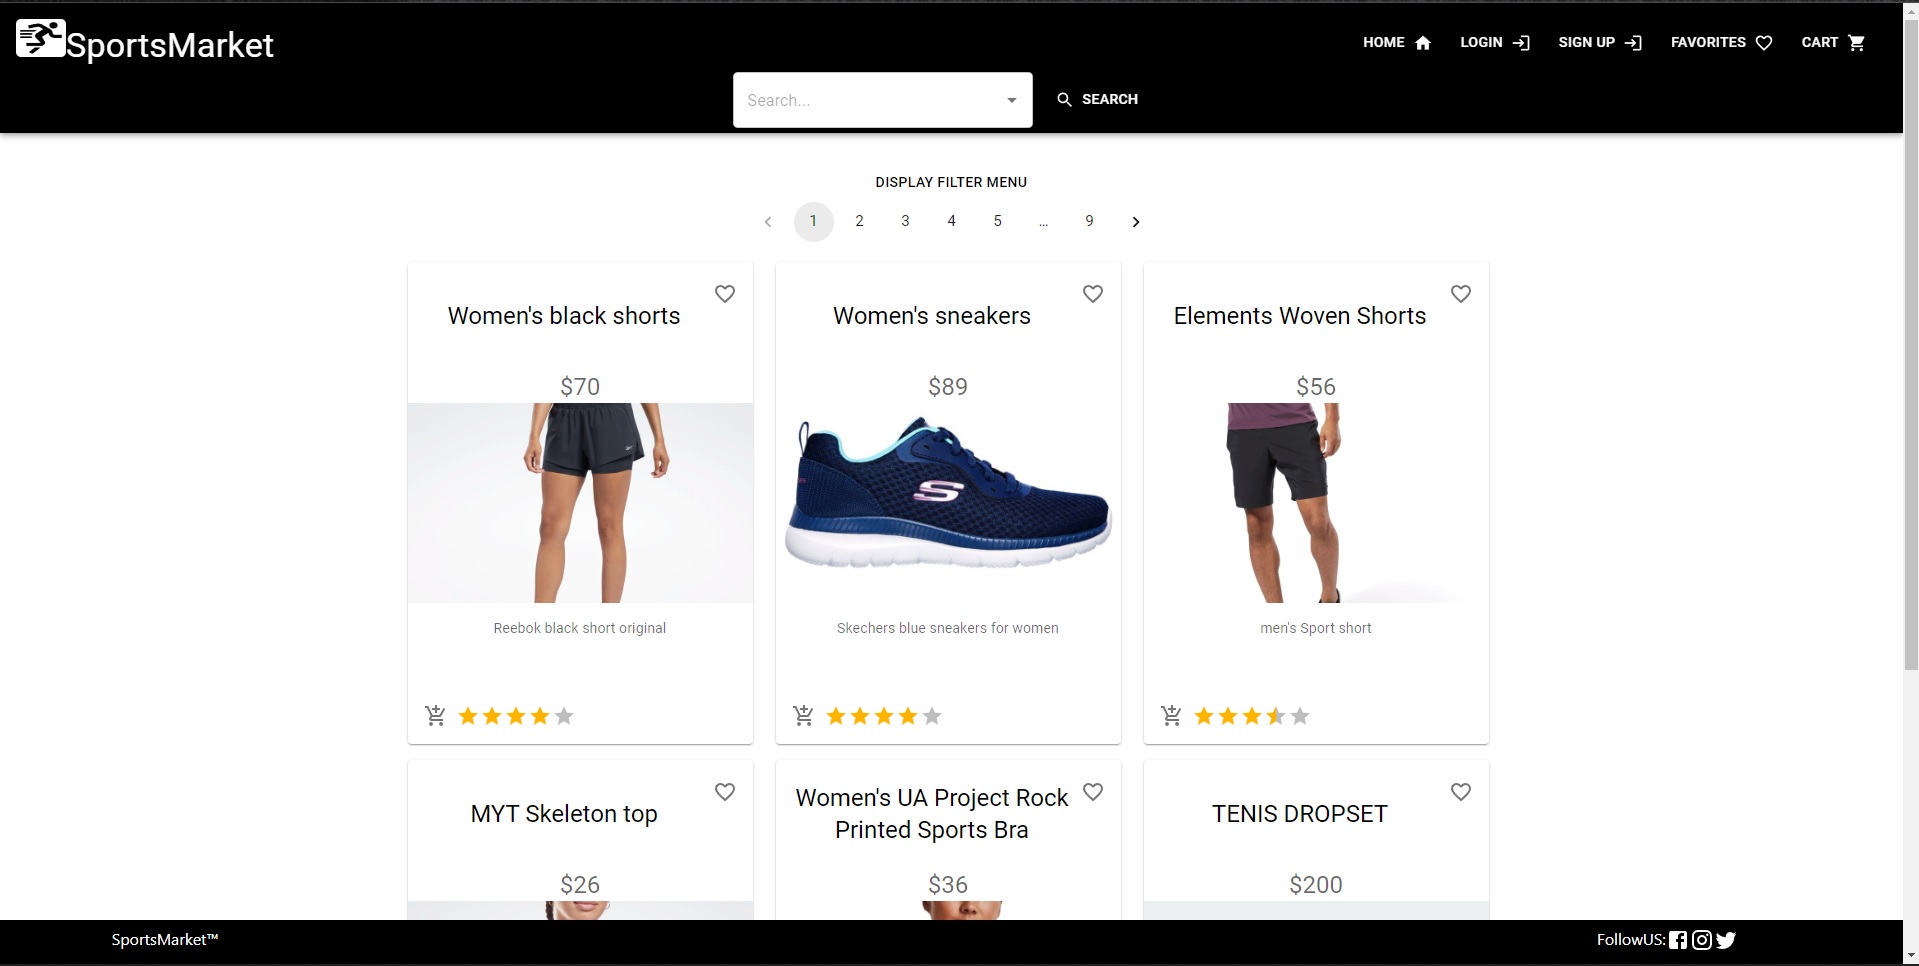 SportsMarket
HOME
LOGIN
SIGN UP
FAVORITES
CART
Search...
SEARCH
DISPLAY FILTER MENU
1 2 3 4 5 ... 9
Women's black shorts
$70
Reebok black short original
Women's sneakers
$89
S
Skechers blue sneakers for women
Elements Woven Shorts
$56
men's Sport short
MYT Skeleton top
$26
Women's UA Project Rock
Printed Sports Bra
$36
TENIS DROPSET
$200
SportsMarket™
FollowUS: